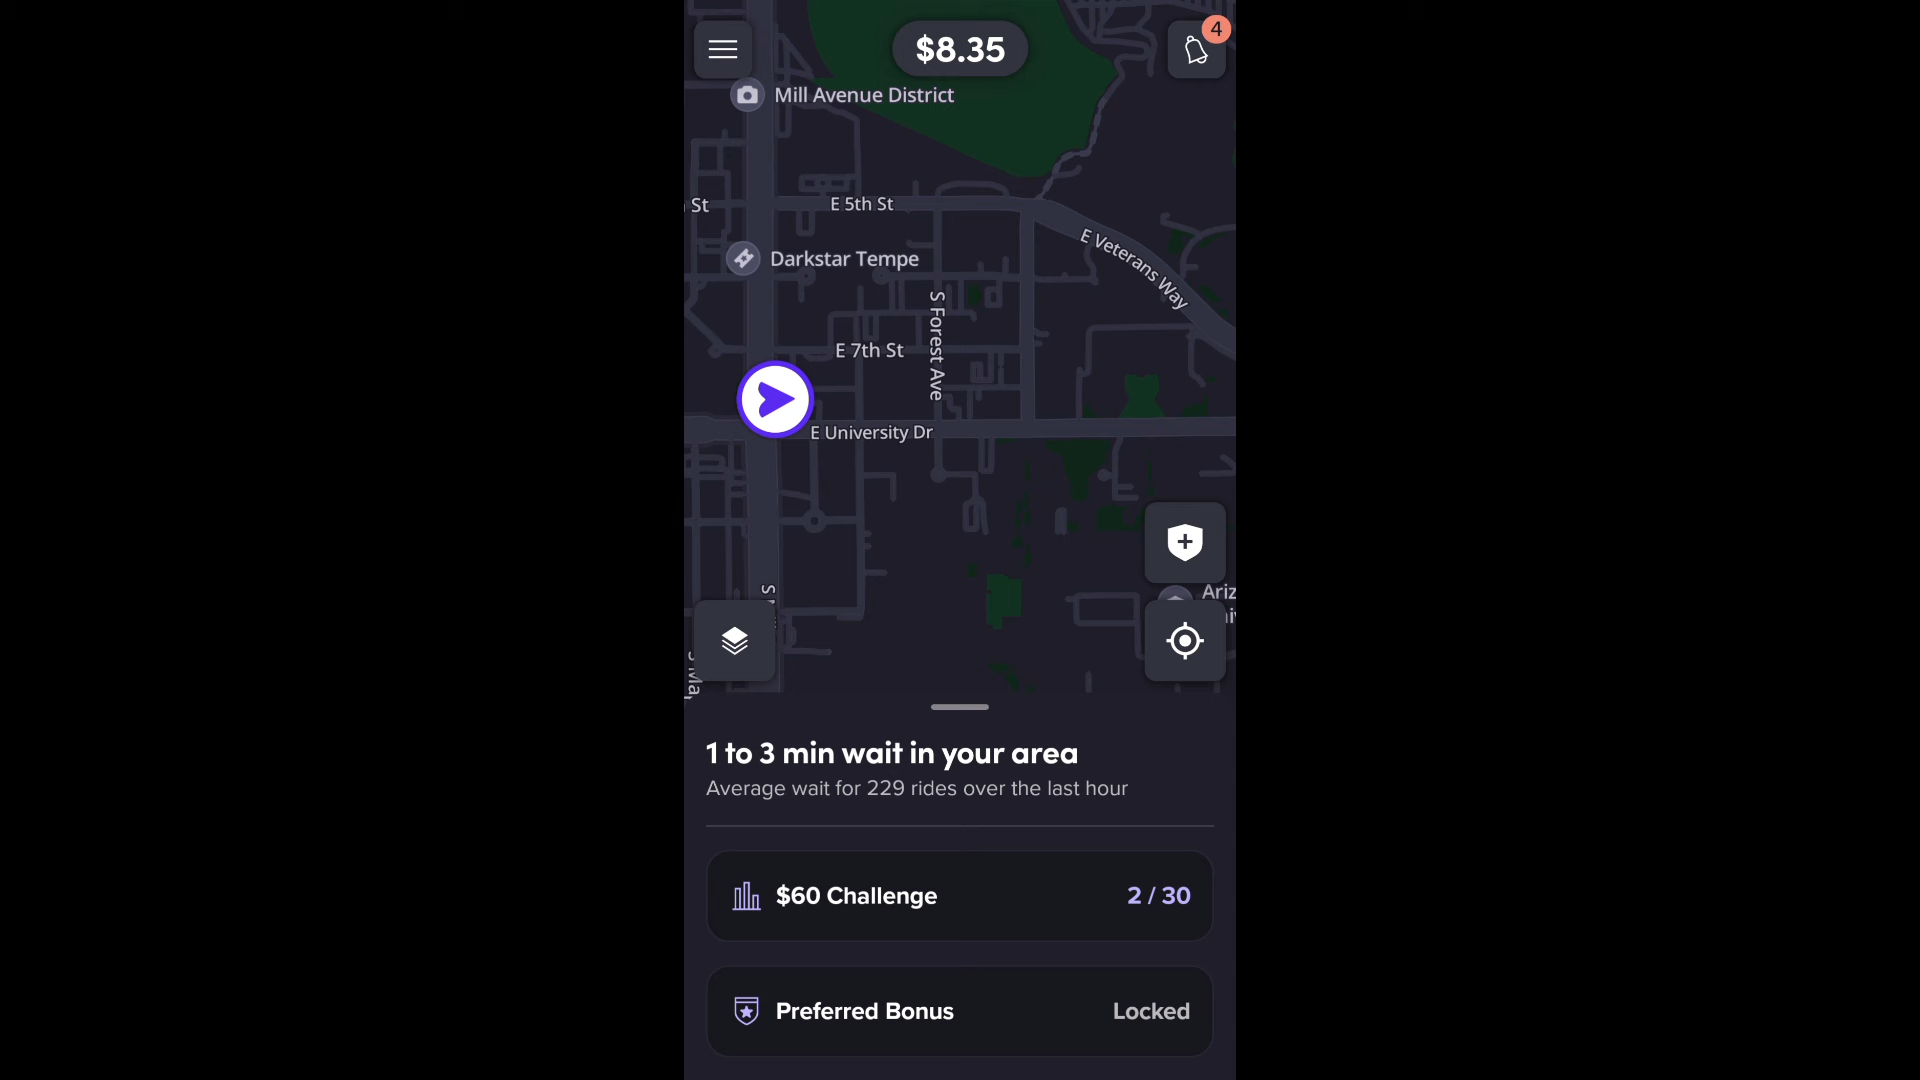 $8.35
4
Mill Avenue District
St
E 5th St
E Veterans Way
Darkstar Tempe
S Forest Ave
E 7th St
E University Dr
Ariz
S
1 to 3 min wait in your area
Average wait for 229 rides over the last hour
$60 Challenge
2 / 30
Preferred Bonus
Locked